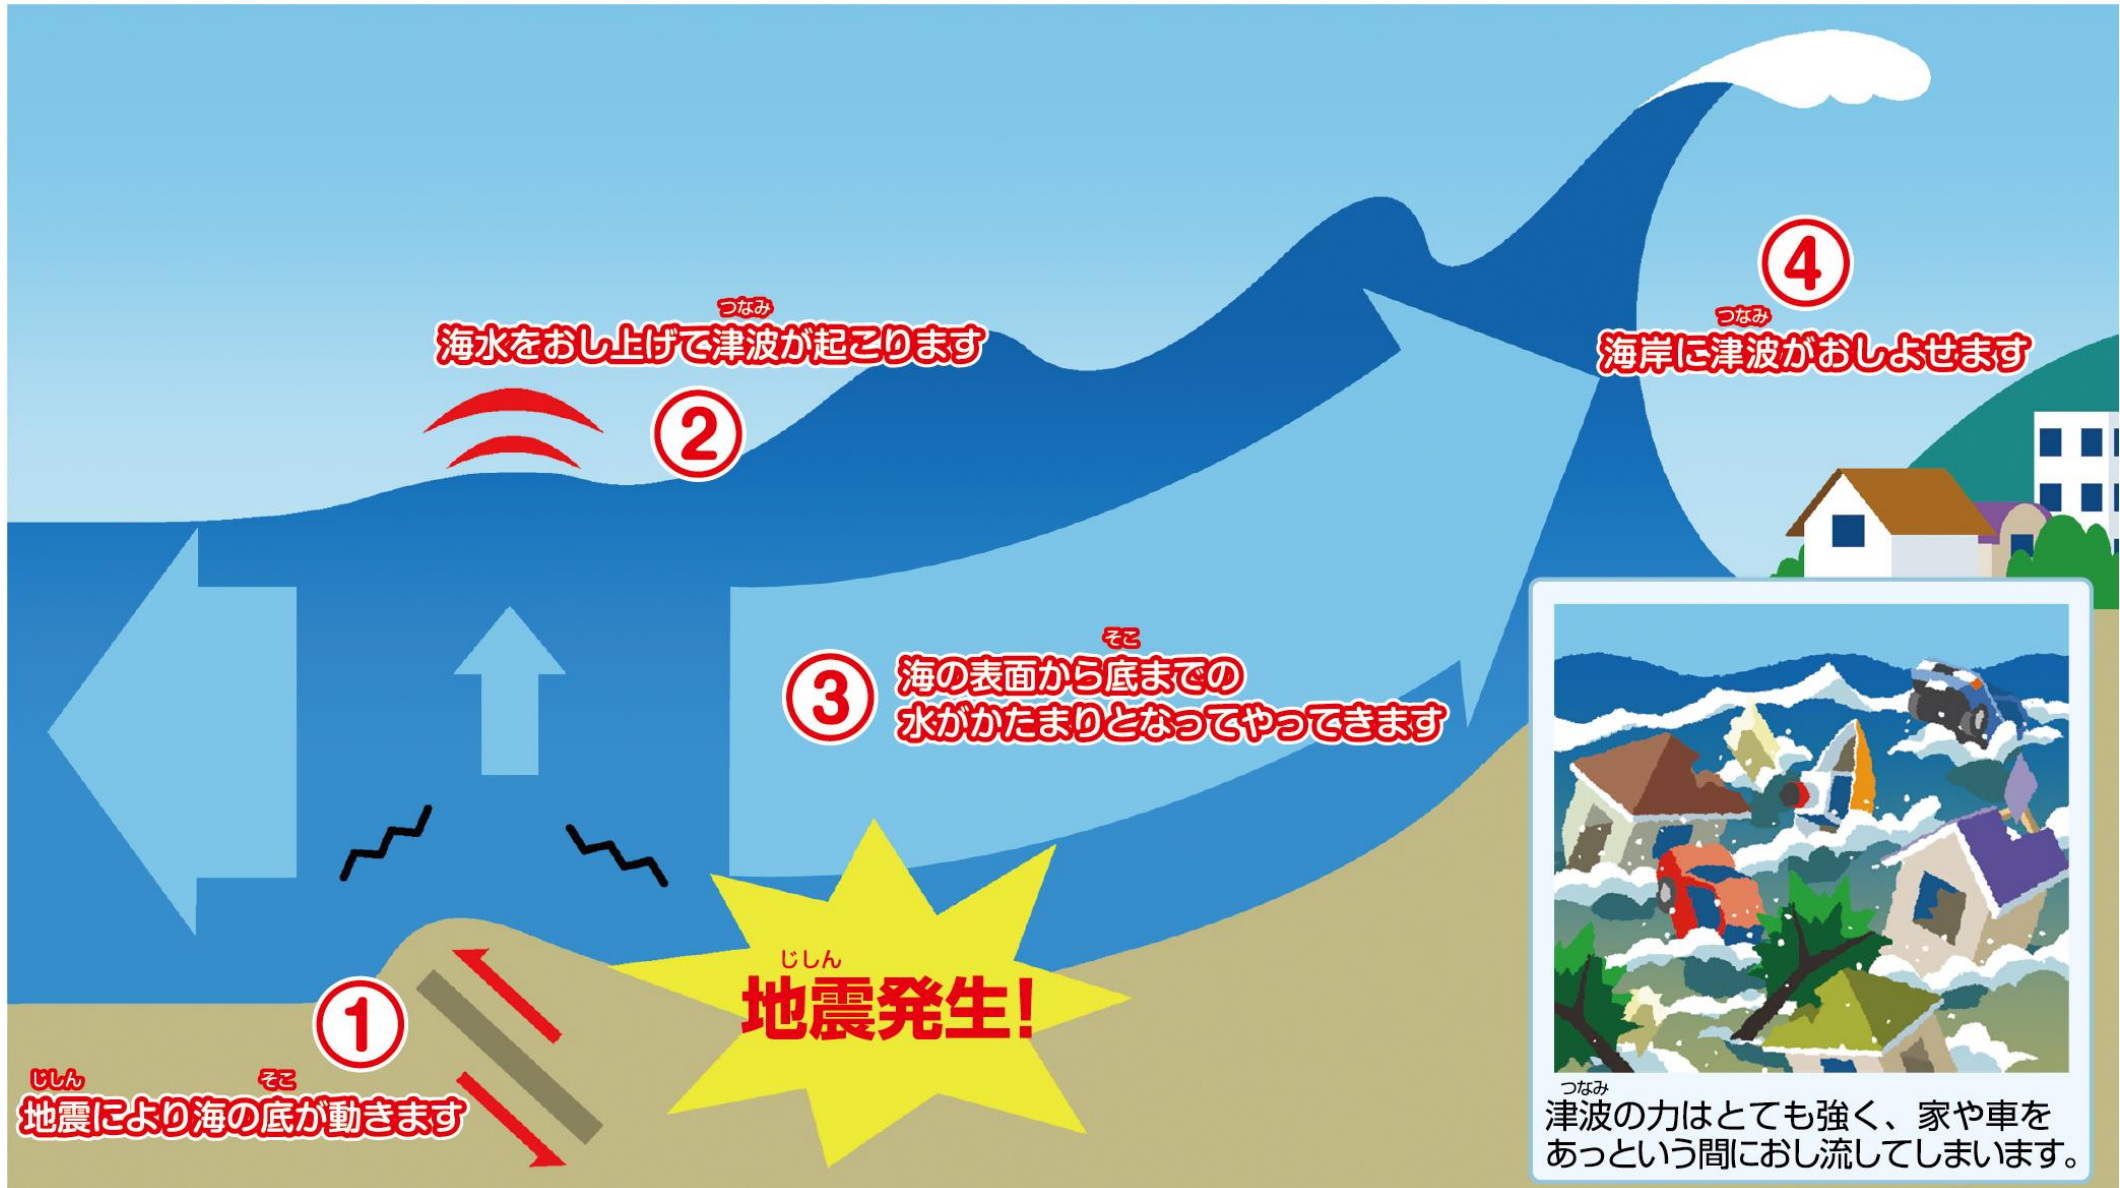 ①
じしん そこ
地震により海の底が動きます
じしん
地震発生!
つなみ
海水をおし上げて津波が起こります
②
③
そこ
海の表面から底までの
水がかたまりとなってやってきます
④
つなみ
海岸に津波がおしよせます
つなみ
津波の力はとても強く、家や車を
あっという間におし流してしまいます。